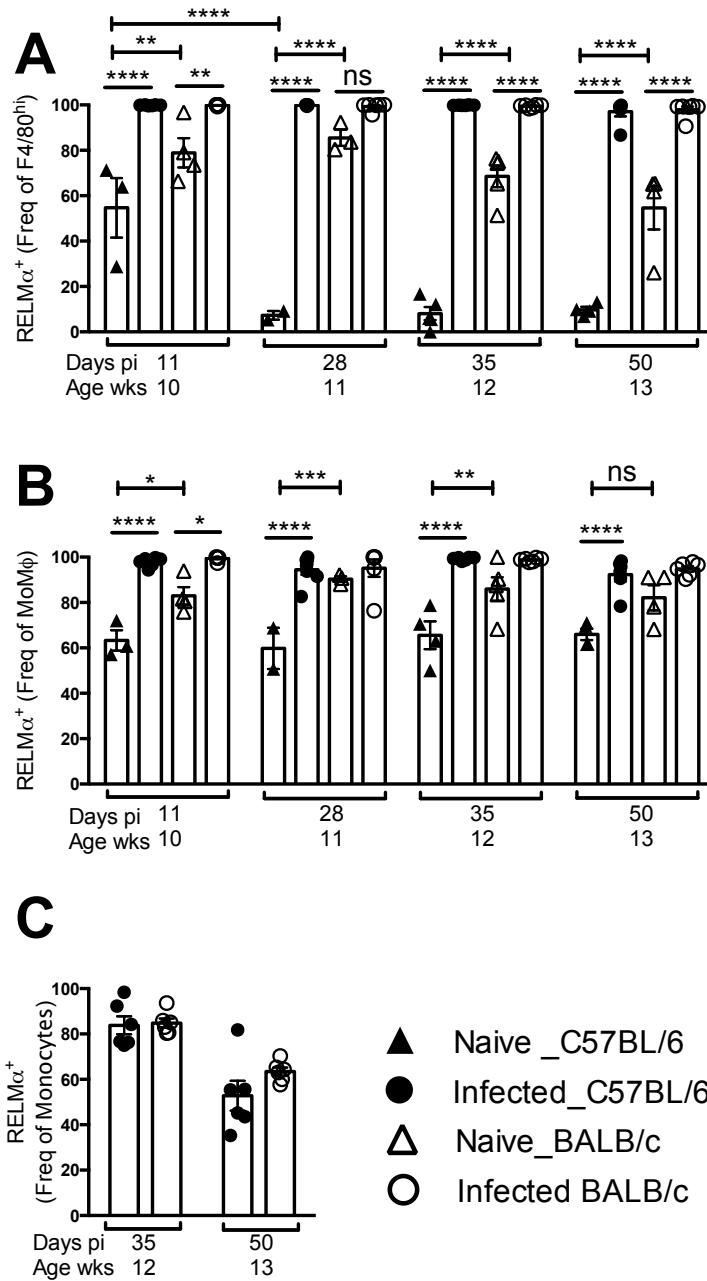 A
**** 
** **** **** ****
**** ** **** ns **** **** **** ****
RELMα+ (Freq of F4/80hi)
100
80
60
40
20
0
Days pi 11 28 35 50
Age wks 10 11 12 13
B
* *** ** ns
**** * **** **** ****
RELMα+ (Freq of MoMϕ)
100
80
60
40
20
0
Days pi 11 28 35 50
Age wks 10 11 12 13
C
RELMα+
(Freq of Monocytes)
100
80
60
40
20
0
Days pi 35 50
Age wks 12 13
Naive _C57BL/6
Infected_C57BL/6
Naive_BALB/c
Infected BALB/c